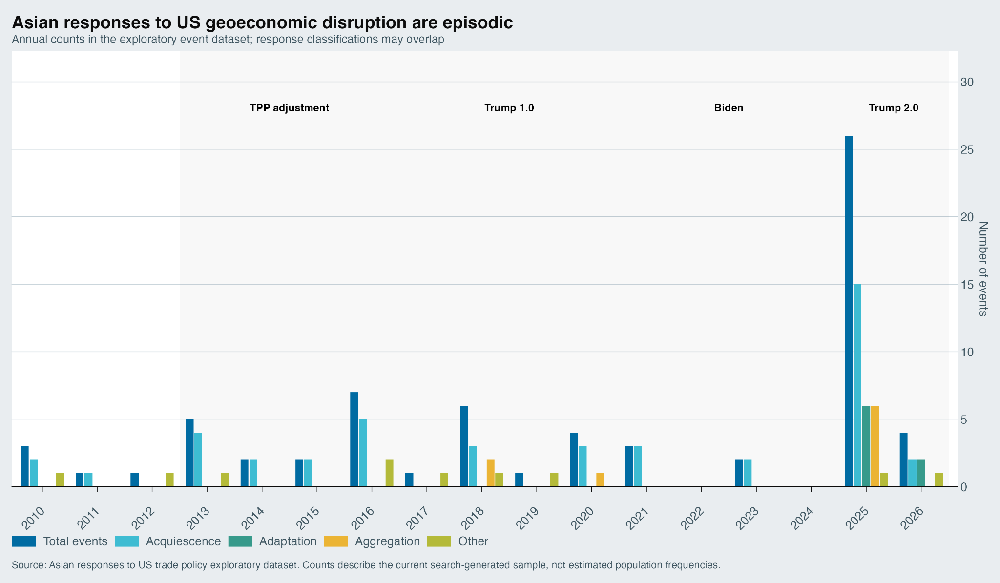 Asian responses to US geoeconomic disruption are episodic
Annual counts in the exploratory event dataset; response classifications may overlap
30
TPP adjustment
Trump 1.0
Biden
Trump 2.0
25
20
Number of events
15
10
5
0
2010
2011
2012
2013
2014
2015
2016
2017
2018
2019
2020
2021
2022
2023
2024
2025
2026
Total events
Acquiescence
Adaptation
Aggregation
Other
Source: Asian responses to US trade policy exploratory dataset. Counts describe the current search-generated sample, not estimated population frequencies.